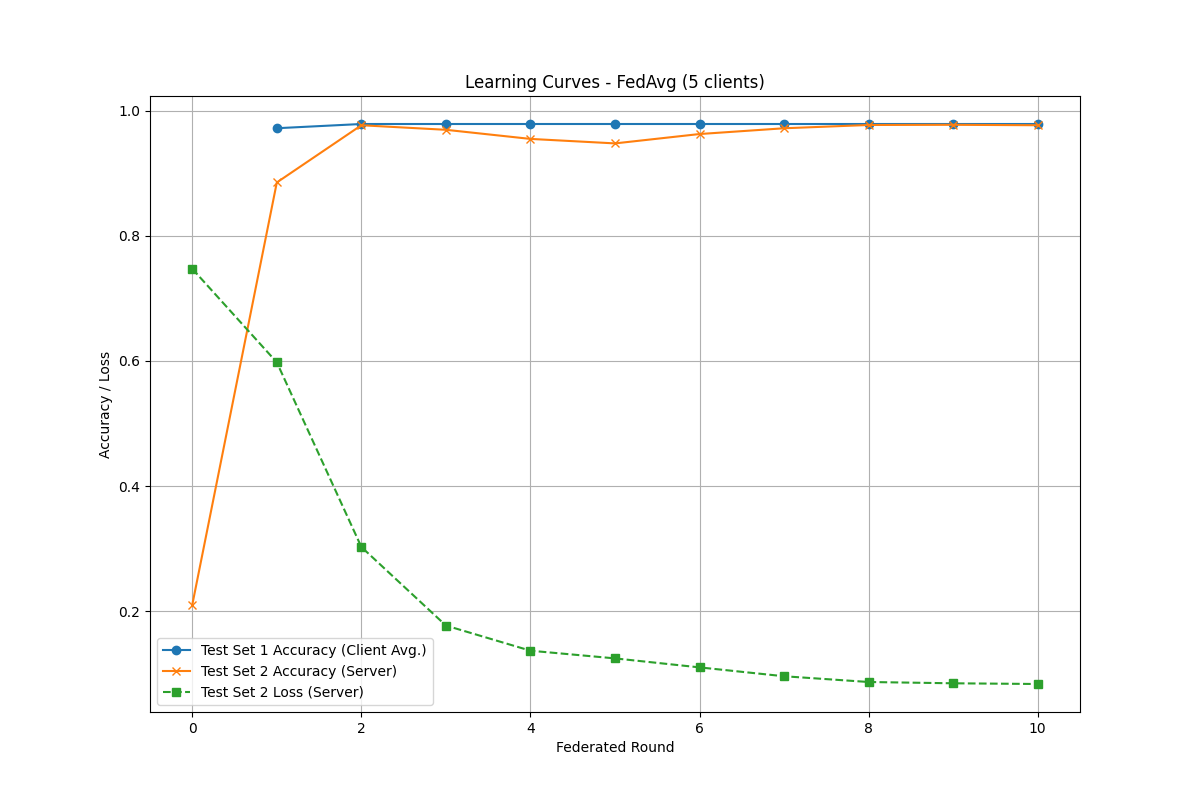 Learning Curves - FedAvg (5 clients)
1.0
0.8
0.6
0.4
0.2
Accuracy / Loss
Test Set 1 Accuracy (Client Avg.)
Test Set 2 Accuracy (Server)
Test Set 2 Loss (Server)
0 2 4 6 8 10
Federated Round